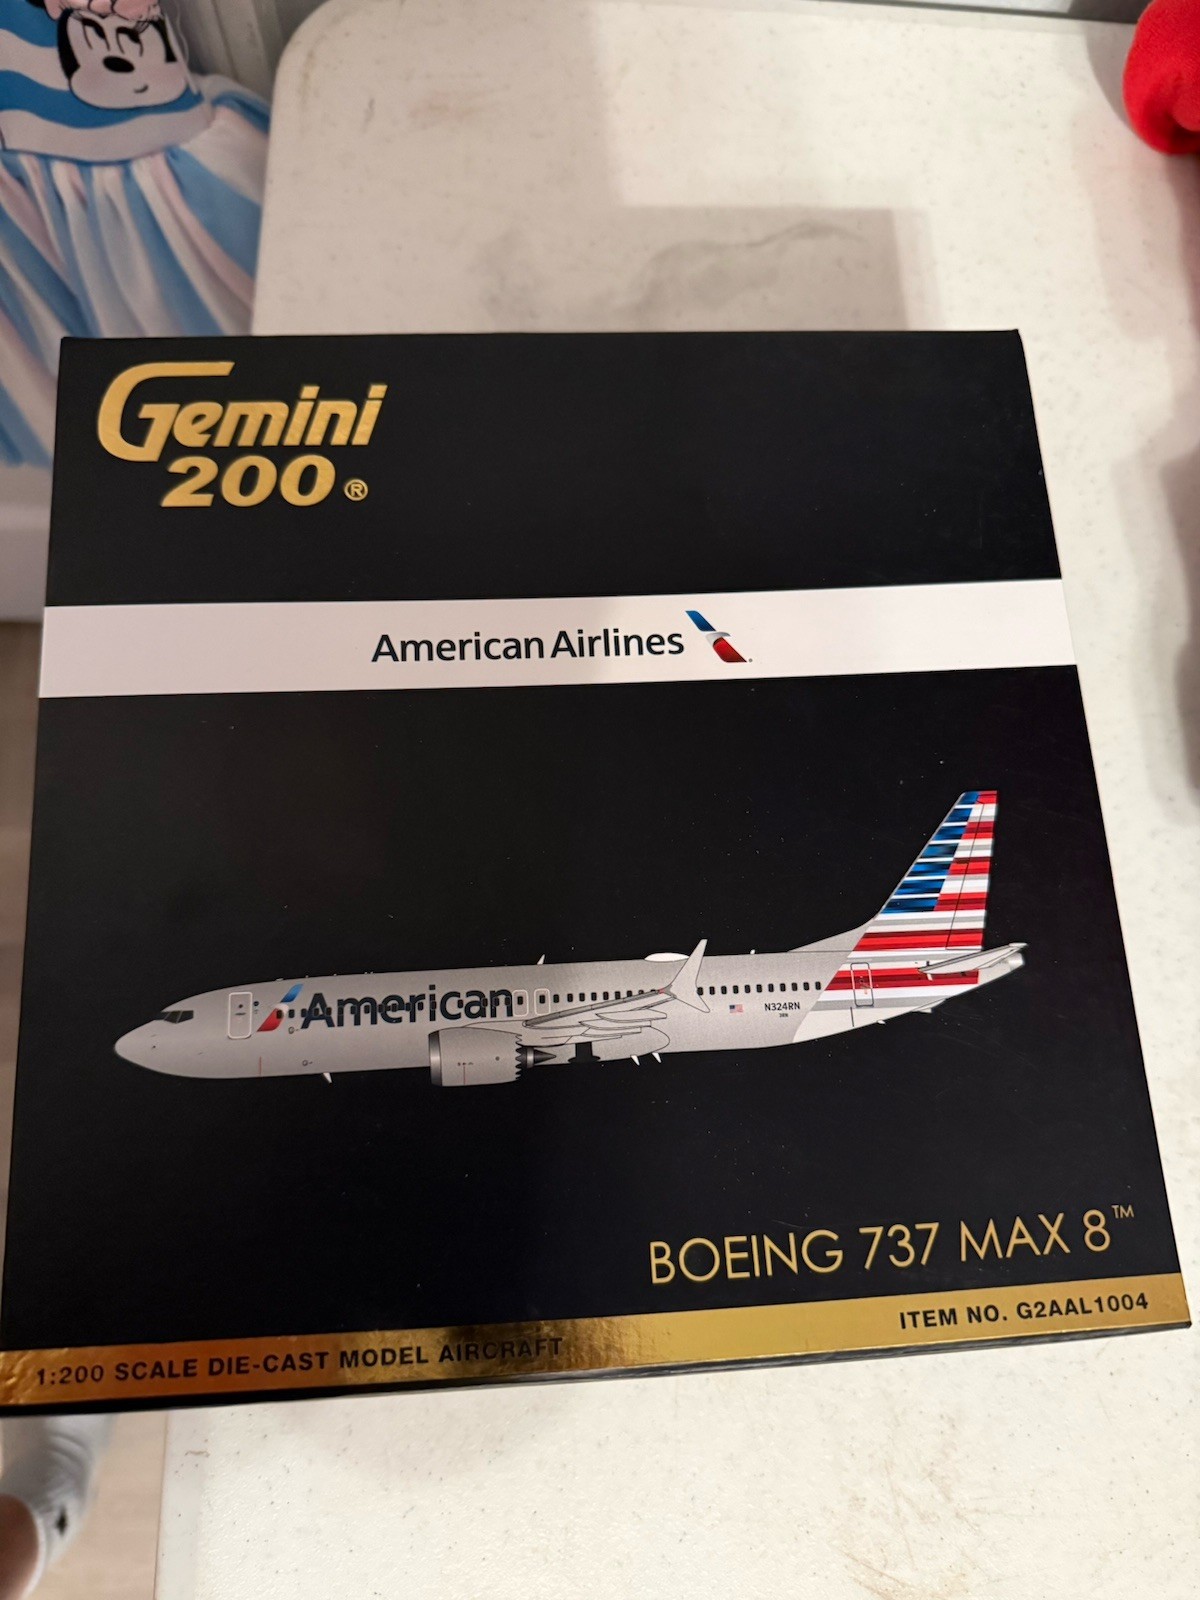 Gemini
200®
American Airlines
American
N324RN
BOEING 737 MAX 8™
ITEM NO. G2AAL1004
1:200 SCALE DIE-CAST MODEL AIRCRAFT